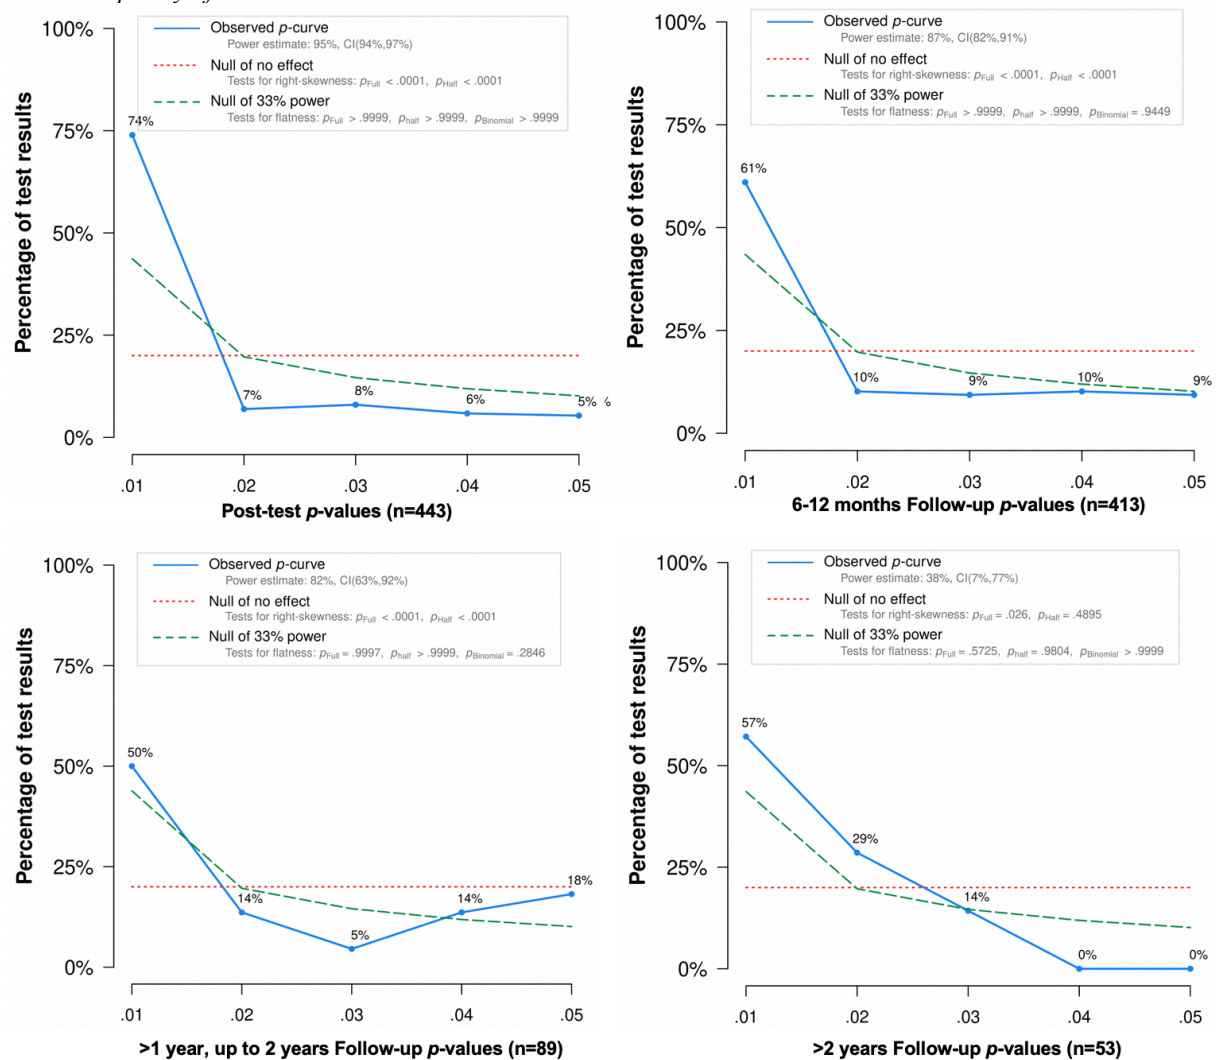 100%
75%
50%
25%
0%
Percentage of test results
Observed p-curve
Power estimate: 95%, CI(94%,97%)
Null of no effect
Tests for right-skewness: pFull < .0001, pHalf < .0001
Null of 33% power
Tests for flatness: pFull > .9999, phalf > .9999, pBinomial > .9999
74%
7%
8%
6%
5%
%
.01 .02 .03 .04 .05
Post-test p-values (n=443)
100%
75%
50%
25%
0%
Percentage of test results
Observed p-curve
Power estimate: 87%, CI(82%,91%)
Null of no effect
Tests for right-skewness: pFull < .0001, pHalf < .0001
Null of 33% power
Tests for flatness: pFull > .9999, phalf > .9999, pBinomial = .9449
61%
10%
9%
10%
9%
.01 .02 .03 .04 .05
6-12 months Follow-up p-values (n=413)
100%
75%
50%
25%
0%
Percentage of test results
Observed p-curve
Power estimate: 82%, CI(63%,92%)
Null of no effect
Tests for right-skewness: pFull < .0001, pHalf < .0001
Null of 33% power
Tests for flatness: pFull = .9997, phalf > .9999, pBinomial = .2846
50%
14%
5%
14%
18%
.01 .02 .03 .04 .05
>1 year, up to 2 years Follow-up p-values (n=89)
100%
75%
50%
25%
0%
Percentage of test results
Observed p-curve
Power estimate: 38%, CI(7%,77%)
Null of no effect
Tests for right-skewness: pFull = .026, pHalf = .4895
Null of 33% power
Tests for flatness: pFull = .5725, phalf = .9804, pBinomial > .9999
57%
29%
14%
0%
0%
.01 .02 .03 .04 .05
>2 years Follow-up p-values (n=53)